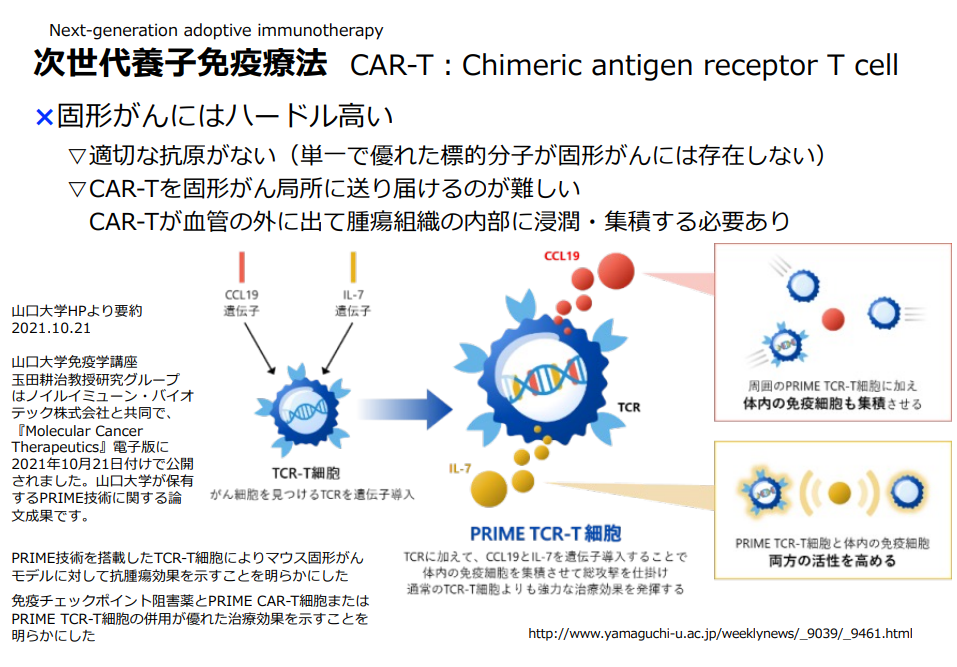 Next-generation adoptive immunotherapy
次世代養子免疫療法 CAR-T : Chimeric antigen receptor T cell
×固形がんにはハードル高い
▽適切な抗原がない（単一で優れた標的分子が固形がんには存在しない）
▽CAR-Tを固形がん局所に送り届けるのが難しい
CAR-Tが血管の外に出て腫瘍組織の内部に浸潤・集積する必要あり
山口大学HPより要約
2021.10.21
山口大学免疫学講座
玉田耕治教授研究グループ
はノイルイミューン・バイオ
テック株式会社と共同で、
『Molecular Cancer
Therapeutics』電子版に
2021年10月21日付けで公開
されました。山口大学が保有
するPRIME技術に関する論
文成果です。
PRIME技術を搭載したTCR-T細胞によりマウス固形がん
モデルに対して抗腫瘍効果を示すことを明らかにした
免疫チェックポイント阻害薬とPRIME CAR-T細胞または
PRIME TCR-T細胞の併用が優れた治療効果を示すことを
明らかにした
CCL19
遺伝子
IL-7
遺伝子
TCR-T細胞
がん細胞を見つけるTCRを遺伝子導入
CCL19
TCR
IL-7
PRIME TCR-T 細胞
TCRに加えて、CCL19とIL-7を遺伝子導入することで
体内の免疫細胞を集積させて総攻撃を仕掛け
通常のTCR-T細胞よりも強力な治療効果を発揮する
周囲のPRIME TCR-T細胞に加え
体内の免疫細胞も集積させる
PRIME TCR-T細胞と体内の免疫細胞
両方の活性を高める
http://www.yamaguchi-u.ac.jp/weeklynews/_9039/_9461.html